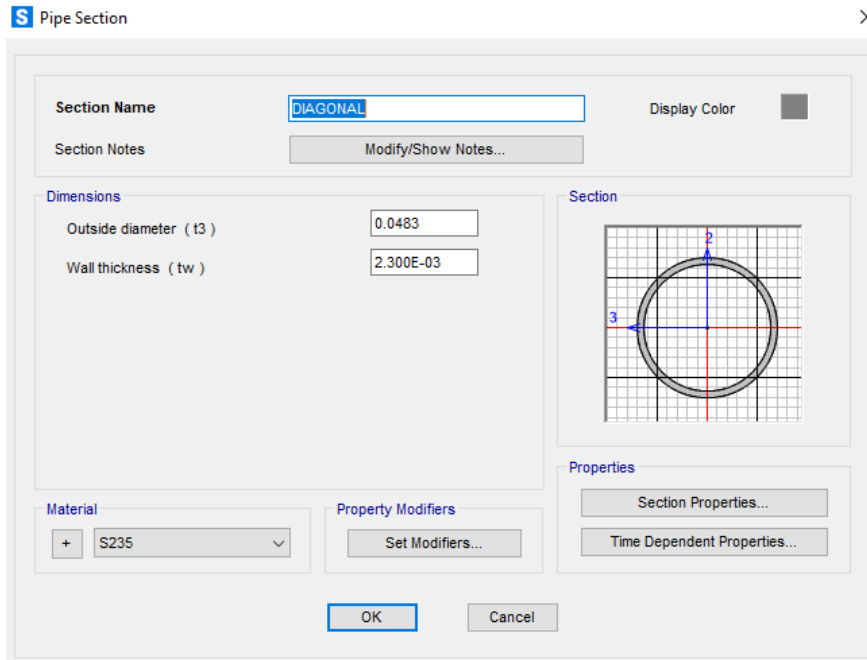 S Pipe Section
Section Name DIAGONAL Display Color
Section Notes Modify/Show Notes...
Dimensions
Outside diameter ( t3 ) 0.0483
Wall thickness ( tw ) 2.300E-03
Section
2
3
Properties
Section Properties...
Time Dependent Properties...
Material
+ S235
Property Modifiers
Set Modifiers...
OK Cancel